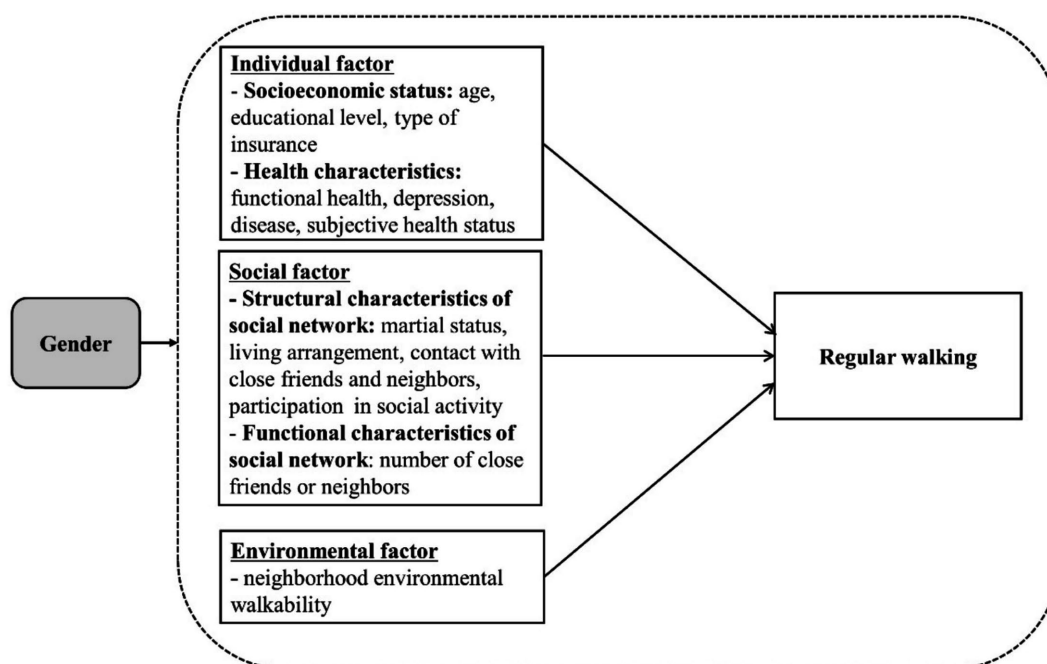 Individual factor
- Socioeconomic status: age,
educational level, type of
insurance
- Health characteristics:
functional health, depression,
disease, subjective health status
Social factor
- Structural characteristics of
social network: martial status,
living arrangement, contact with
close friends and neighbors,
participation in social activity
- Functional characteristics of
social network: number of close
friends or neighbors
Environmental factor
- neighborhood environmental
walkability
Gender
Regular walking